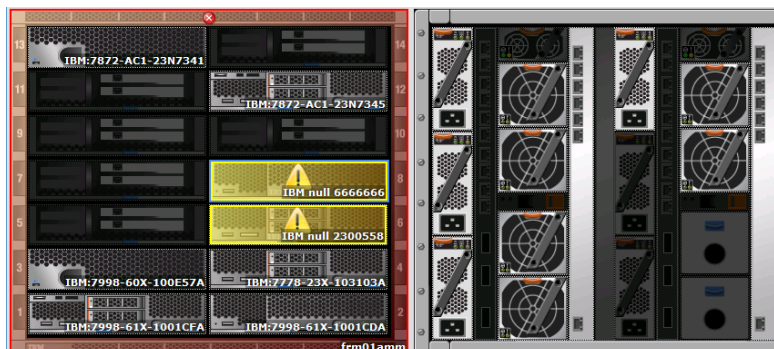 13
14
IBM:7872-AC1-23N7341
11
12
IBM:7872-AC1-23N7345
9
10
7
8
IBM null 6666666
5
6
IBM null 2300558
3
4
IBM:7998-60X-100E57A
IBM:7778-23X-103103A
1
2
IBM:7998-61X-1001CFA
IBM:7998-61X-1001CDA
IBM
frm01amm